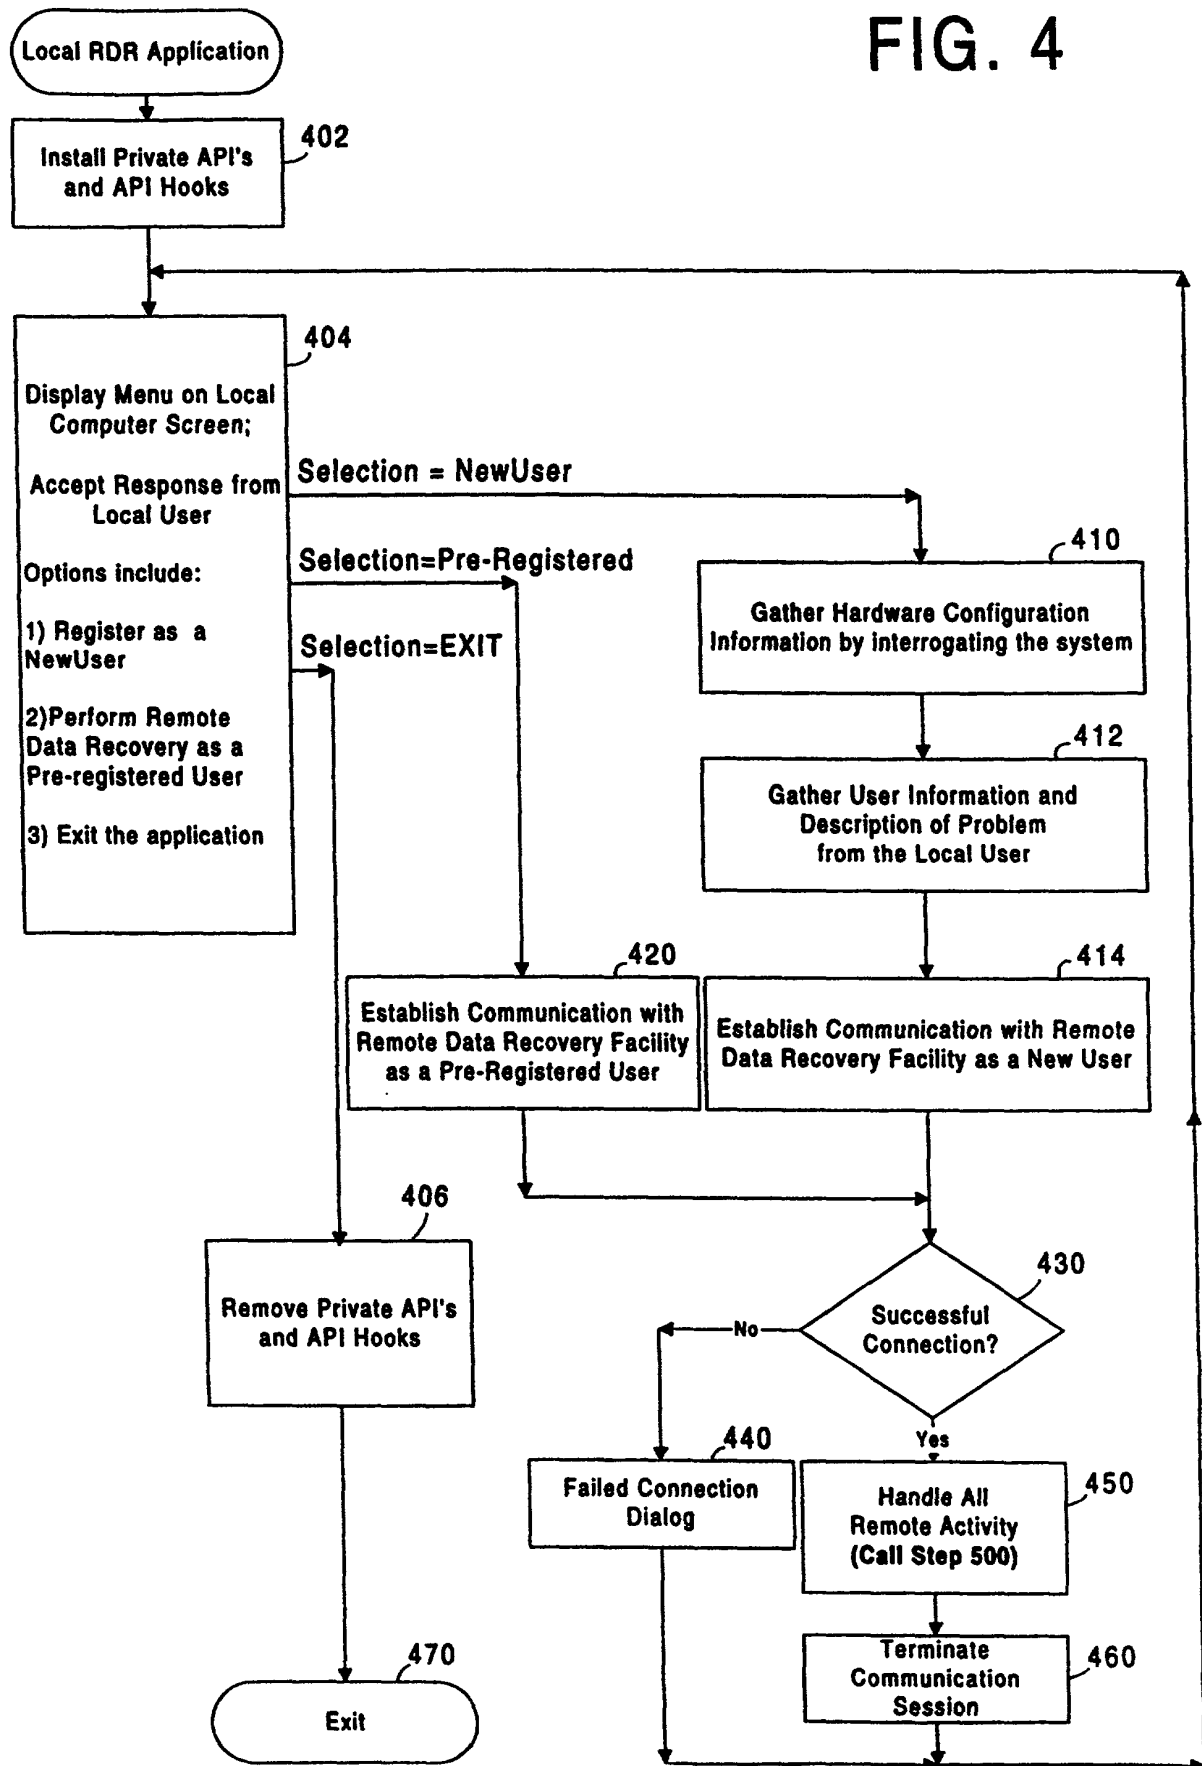 FIG. 4
Local RDR Application
402
Install Private API's
and API Hooks
404
Display Menu on Local
Computer Screen;
Accept Response from
Local User
Options include:
1) Register as a
NewUser
2)Perform Remote
Data Recovery as a
Pre-registered User
3) Exit the application
Selection = NewUser
Selection=Pre-Registered
Selection=EXIT
410
Gather Hardware Configuration
Information by interrogating the system
412
Gather User Information and
Description of Problem
from the Local User
420
Establish Communication with
Remote Data Recovery Facility
as a Pre-Registered User
414
Establish Communication with Remote
Data Recovery Facility as a New User
406
Remove Private API's
and API Hooks
430
Successful
Connection?
No
Yes
440
Failed Connection
Dialog
450
Handle All
Remote Activity
(Call Step 500)
460
Terminate
Communication
Session
470
Exit